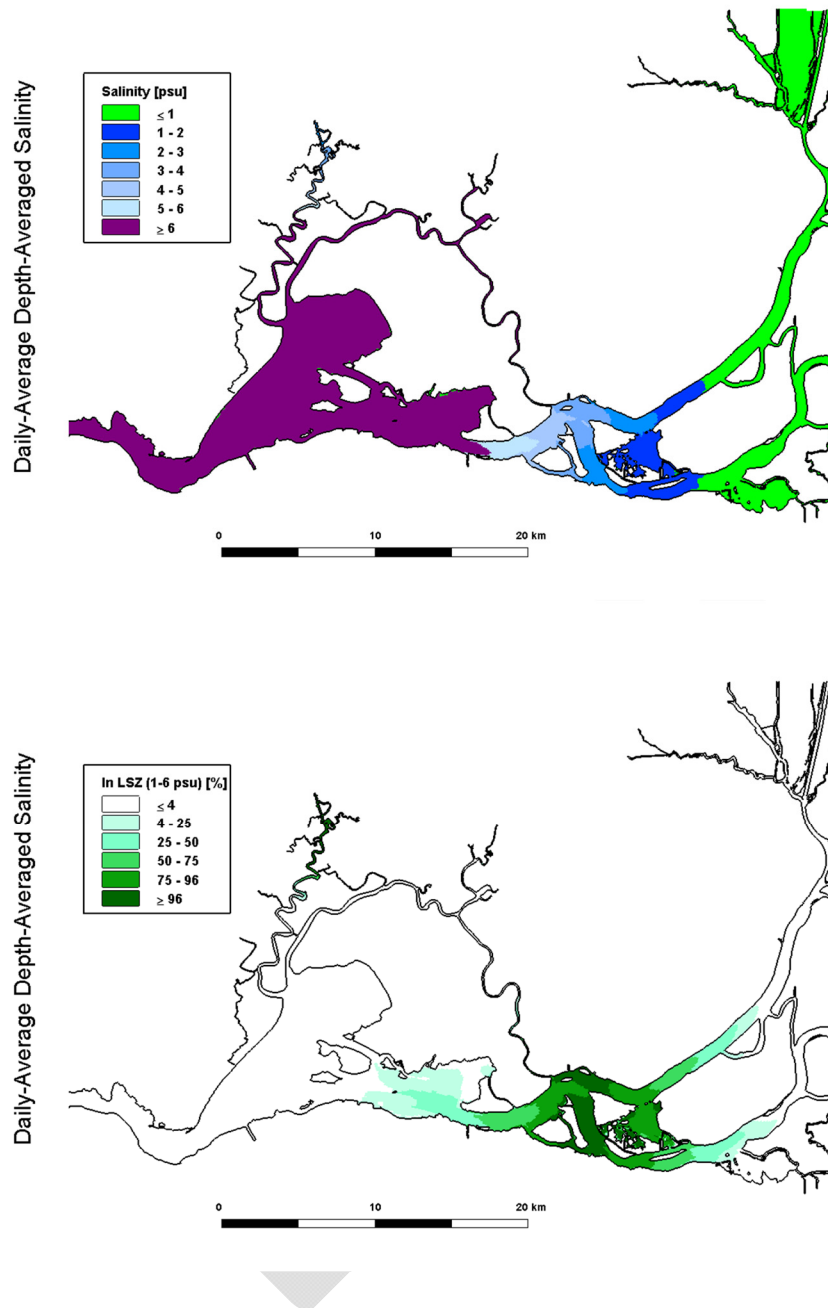 Daily-Average Depth-Averaged Salinity
Salinity [psu]
≤ 1
1 - 2
2 - 3
3 - 4
4 - 5
5 - 6
≥ 6
0 10 20 km
Daily-Average Depth-Averaged Salinity
In LSZ (1-6 psu) [%]
≤ 4
4 - 25
25 - 50
50 - 75
75 - 96
≥ 96
0 10 20 km